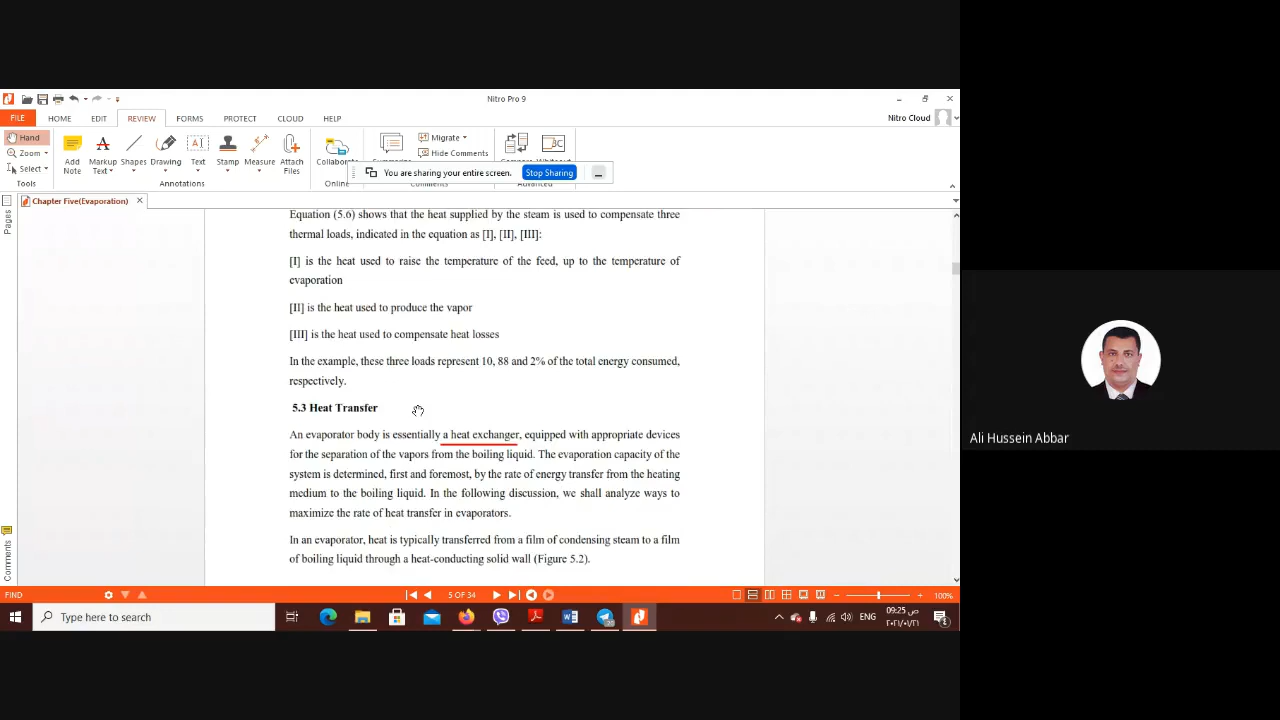 Nitro Pro 9
FILE HOME EDIT REVIEW FORMS PROTECT CLOUD HELP
Nitro Cloud
Hand
Zoom
Select
Tools
Add Note
Markup Text
Shapes
Drawing
Text
Stamp
Measure
Attach Files
Annotations
Collaborate
Online
Migrate
Hide Comments
You are sharing your entire screen. Stop Sharing
Advanced
Chapter Five(Evaporation)
Pages
Equation (5.6) shows that the heat supplied by the steam is used to compensate three
thermal loads, indicated in the equation as [I], [II], [III]:
[I] is the heat used to raise the temperature of the feed, up to the temperature of
evaporation
[II] is the heat used to produce the vapor
[III] is the heat used to compensate heat losses
In the example, these three loads represent 10, 88 and 2% of the total energy consumed,
respectively.
5.3 Heat Transfer
An evaporator body is essentially a heat exchanger, equipped with appropriate devices
for the separation of the vapors from the boiling liquid. The evaporation capacity of the
system is determined, first and foremost, by the rate of energy transfer from the heating
medium to the boiling liquid. In the following discussion, we shall analyze ways to
maximize the rate of heat transfer in evaporators.
In an evaporator, heat is typically transferred from a film of condensing steam to a film
of boiling liquid through a heat-conducting solid wall (Figure 5.2).
Comments
FIND
5 OF 34
100%
Type here to search
ENG
09:25 ص
Ali Hussein Abbar